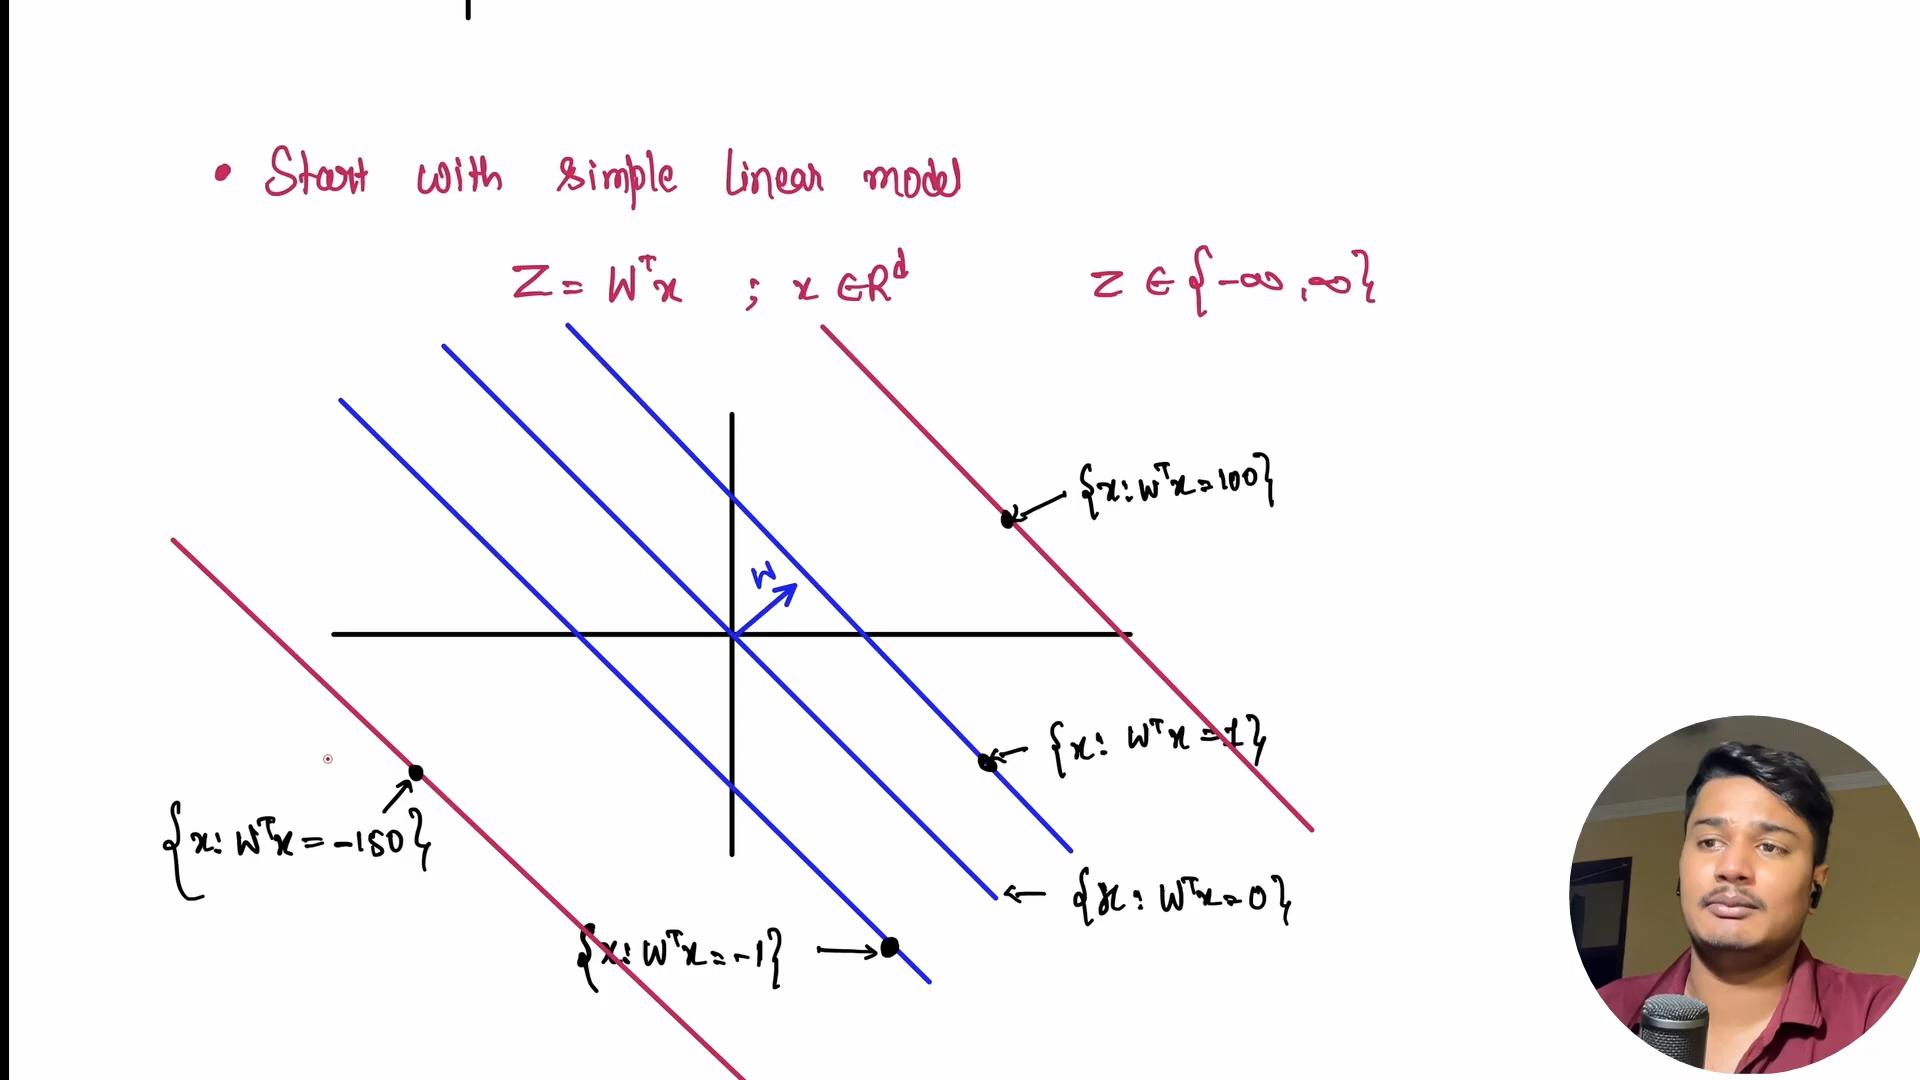 • Start with simple linear model
Z = Wᵀx ; x ∈ Rᵈ z ∈ {-∞, ∞}
{x: Wᵀx = 100}
W
{x: Wᵀx = 1}
{x: Wᵀx = -150}
{x: Wᵀx = 0}
{x: Wᵀx = -1}